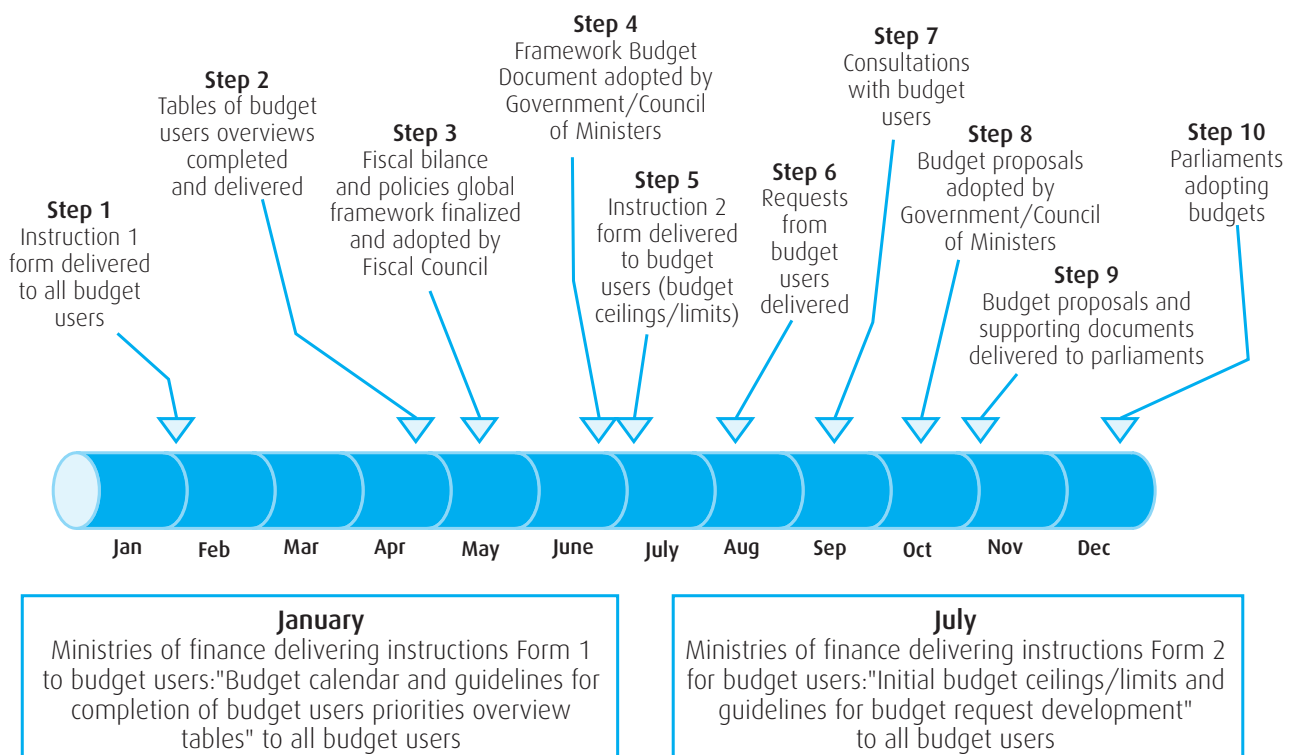 Step 1
Instruction 1
form delivered
to all budget
users
Step 2
Tables of budget
users overviews
completed
and delivered
Step 3
Fiscal bilance
and policies global
framework finalized
and adopted by
Fiscal Council
Step 4
Framework Budget
Document adopted by
Government/Council
of Ministers
Step 5
Instruction 2
form delivered
to budget
users (budget
ceilings/limits)
Step 6
Requests
from
budget
users
delivered
Step 7
Consultations
with budget
users
Step 8
Budget proposals
adopted by
Government/Council
of Ministers
Step 9
Budget proposals and
supporting documents
delivered to parliaments
Step 10
Parliaments
adopting
budgets
Jan Feb Mar Apr May June July Aug Sep Oct Nov Dec
January
Ministries of finance delivering instructions Form 1
to budget users:"Budget calendar and guidelines for
completion of budget users priorities overview
tables" to all budget users
July
Ministries of finance delivering instructions Form 2
for budget users:"Initial budget ceilings/limits and
guidelines for budget request development"
to all budget users